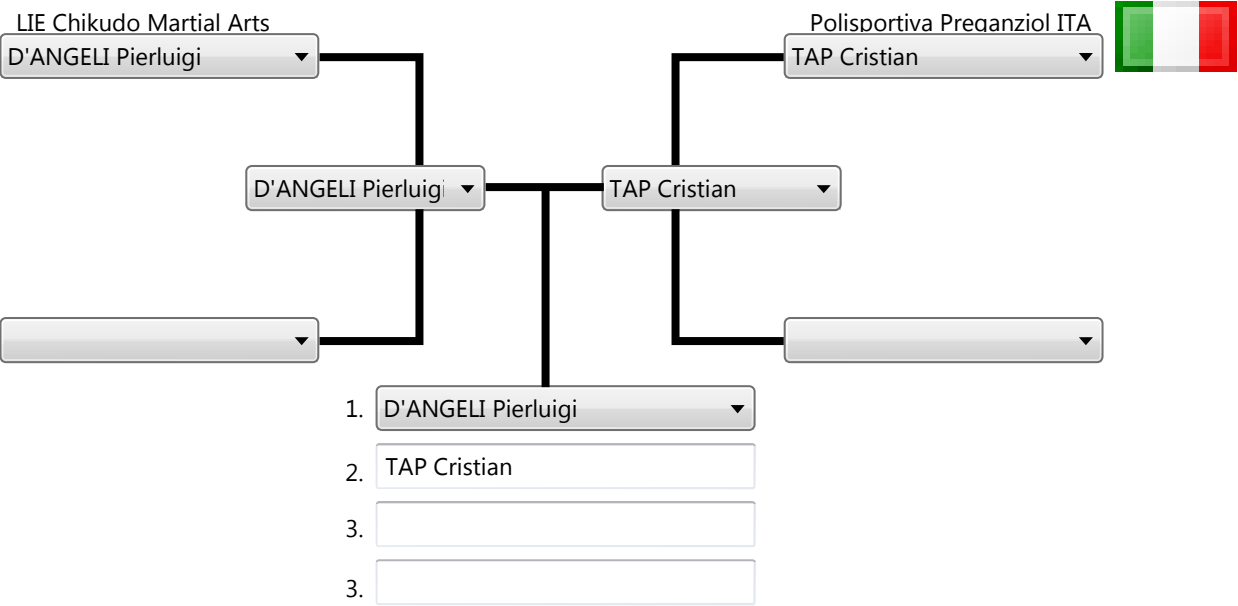 LIE Chikudo Martial Arts
Polisportiva Preganziol ITA
D'ANGELI Pierluigi
TAP Cristian
D'ANGELI Pierluigi
TAP Cristian
1. D'ANGELI Pierluigi
2. TAP Cristian
3.
3.